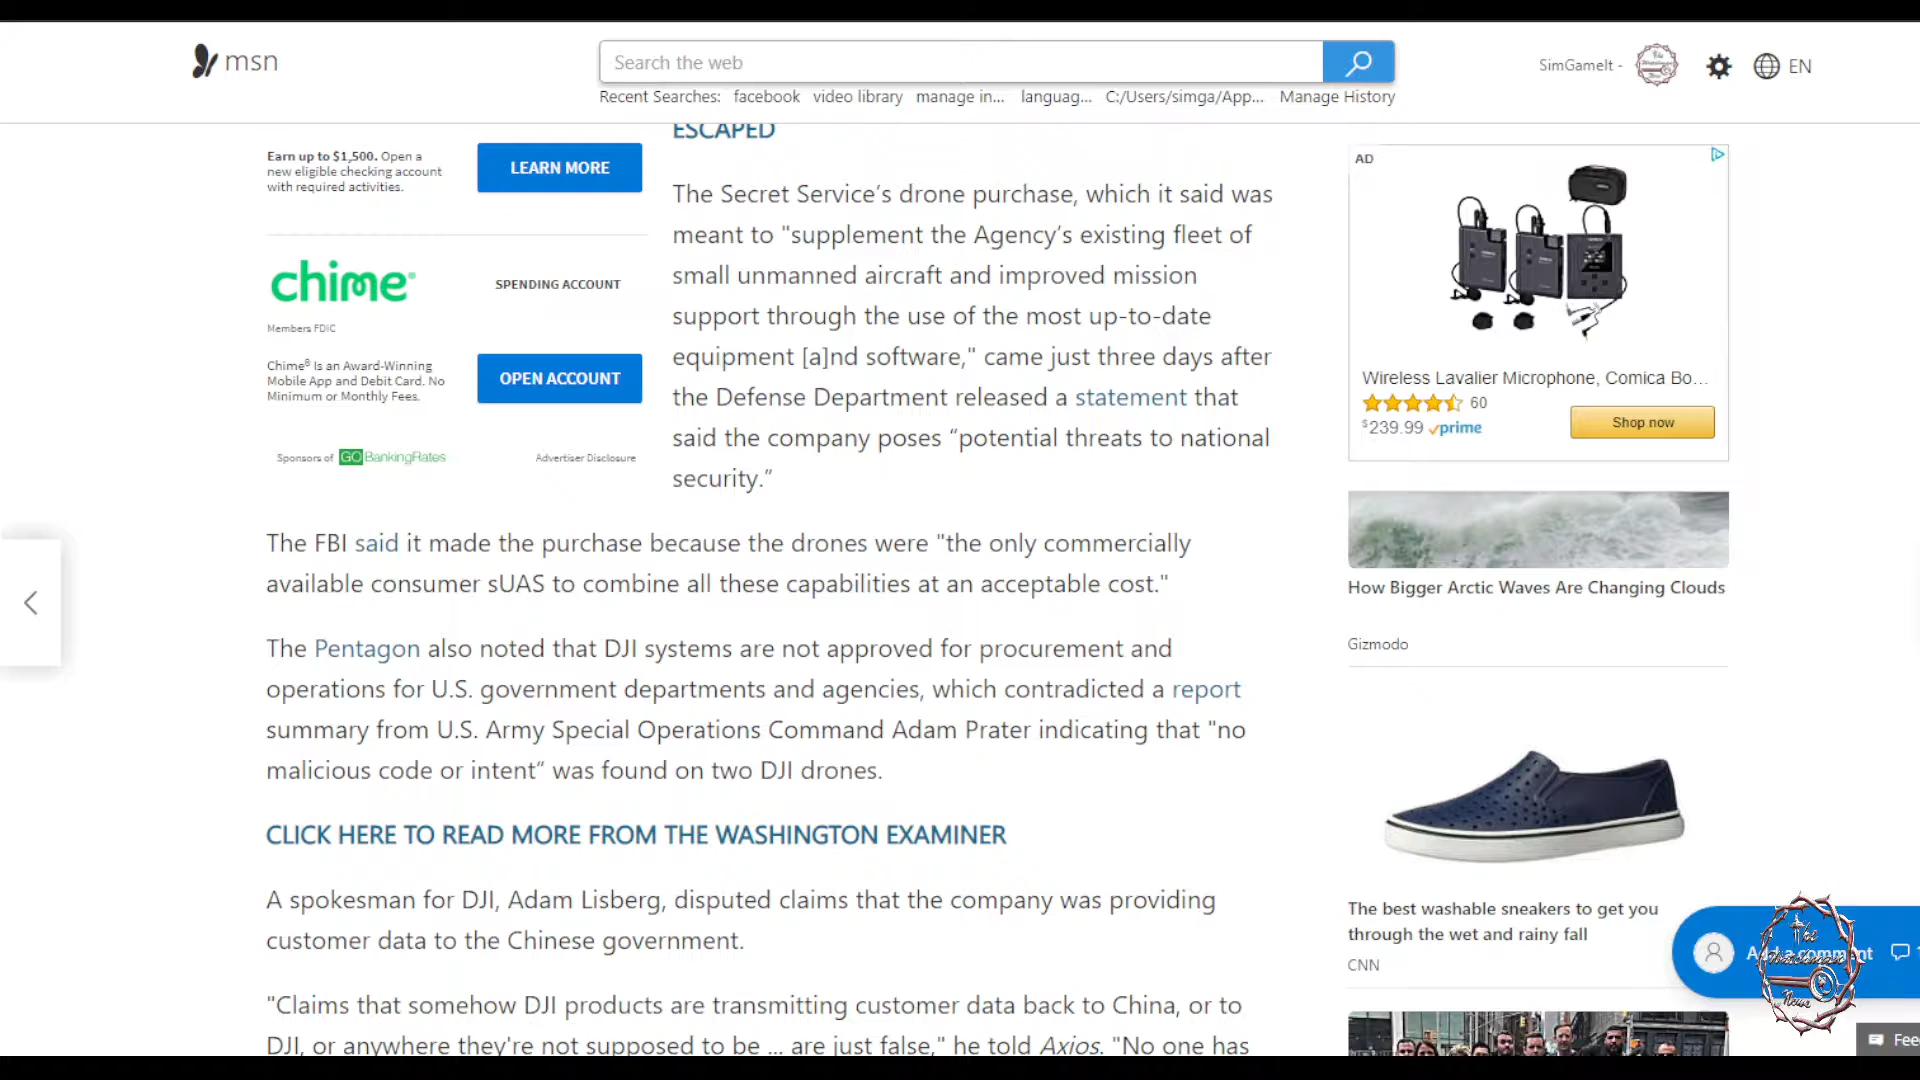 msn
Search the web
SimGameIt -
EN
Recent Searches: facebook video library manage in... languag... C:/Users/simga/App... Manage History
Earn up to $1,500. Open a
new eligible checking account
with required activities.
LEARN MORE
chime
SPENDING ACCOUNT
Members FDIC
Chime® Is an Award-Winning
Mobile App and Debit Card. No
Minimum or Monthly Fees.
OPEN ACCOUNT
Sponsors of GOBankingRates
Advertiser Disclosure
ESCAPED
The Secret Service’s drone purchase, which it said was
meant to "supplement the Agency’s existing fleet of
small unmanned aircraft and improved mission
support through the use of the most up-to-date
equipment [a]nd software," came just three days after
the Defense Department released a statement that
said the company poses “potential threats to national
security.”
The FBI said it made the purchase because the drones were "the only commercially
available consumer sUAS to combine all these capabilities at an acceptable cost."
The Pentagon also noted that DJI systems are not approved for procurement and
operations for U.S. government departments and agencies, which contradicted a report
summary from U.S. Army Special Operations Command Adam Prater indicating that "no
malicious code or intent“ was found on two DJI drones.
CLICK HERE TO READ MORE FROM THE WASHINGTON EXAMINER
A spokesman for DJI, Adam Lisberg, disputed claims that the company was providing
customer data to the Chinese government.
"Claims that somehow DJI products are transmitting customer data back to China, or to
DJI, or anywhere they're not supposed to be ... are just false," he told Axios. "No one has
AD
Wireless Lavalier Microphone, Comica Bo...
60
$239.99 prime
Shop now
How Bigger Arctic Waves Are Changing Clouds
Gizmodo
The best washable sneakers to get you
through the wet and rainy fall
CNN
Add a comment
The
Watchman
News
Fee